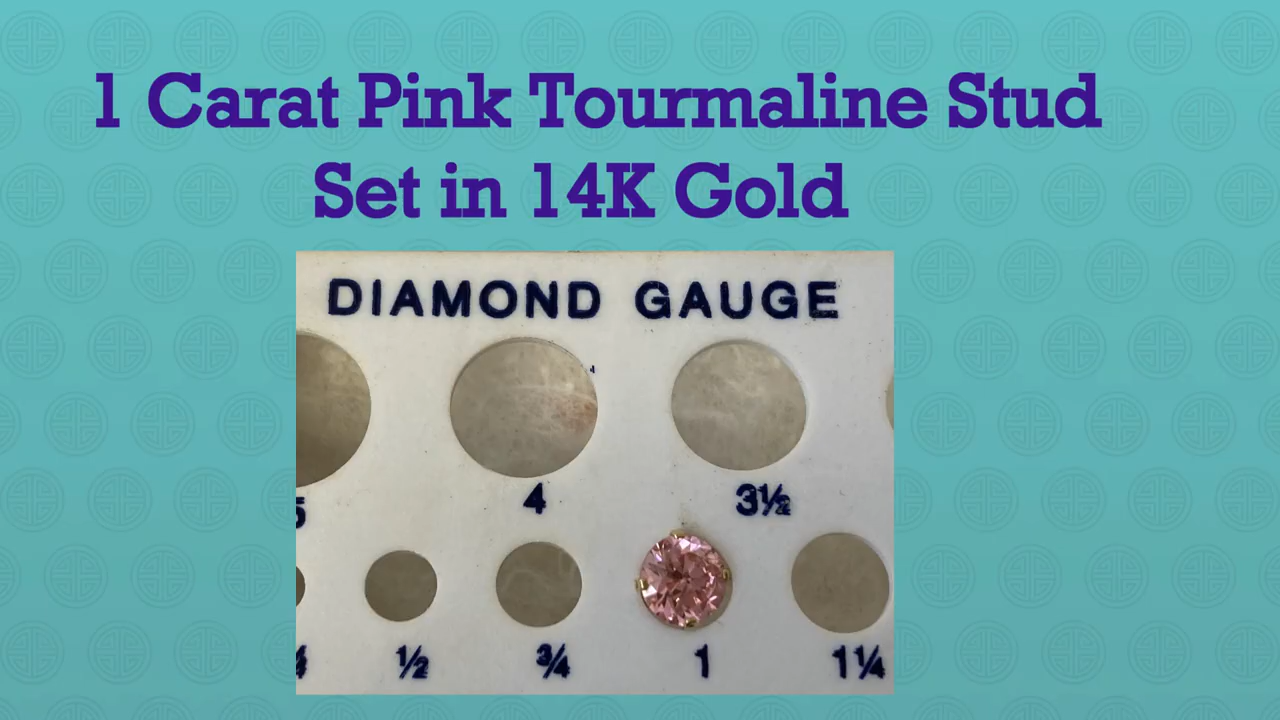 1 Carat Pink Tourmaline Stud
Set in 14K Gold
DIAMOND GAUGE
5 4 3½
½ ¾ 1 1¼